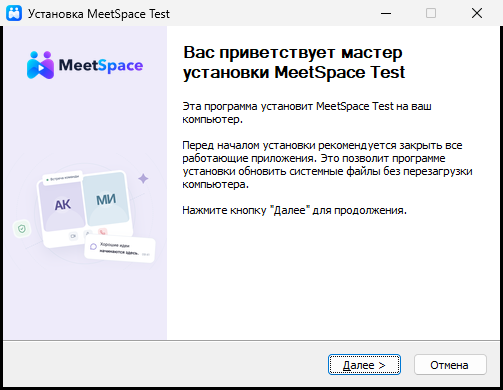 Установка MeetSpace Test
MeetSpace
Вас приветствует мастер
установки MeetSpace Test
Эта программа установит MeetSpace Test на ваш
компьютер.
Перед началом установки рекомендуется закрыть все
работающие приложения. Это позволит программе
установки обновить системные файлы без перезагрузки
компьютера.
Нажмите кнопку "Далее" для продолжения.
АК
МИ
Хорошие идеи
начинаются здесь.
Далее >
Отмена